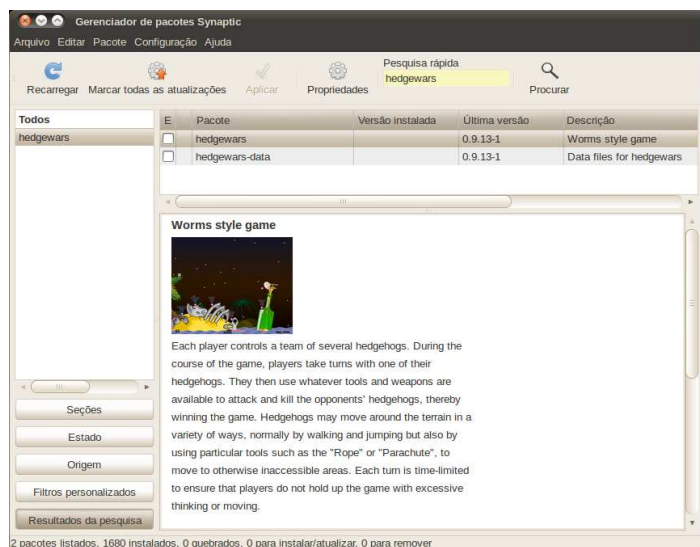 Gerenciador de pacotes Synaptic
Arquivo Editar Pacote Configuração Ajuda
Pesquisa rápida
hedgewars
Recarregar Marcar todas as atualizações Aplicar Propriedades Procurar
Todos
hedgewars
E Pacote Versão instalada Última versão Descrição
hedgewars 0.9.13-1 Worms style game
hedgewars-data 0.9.13-1 Data files for hedgewars
Worms style game
Each player controls a team of several hedgehogs. During the
course of the game, players take turns with one of their
hedgehogs. They then use whatever tools and weapons are
available to attack and kill the opponents' hedgehogs, thereby
winning the game. Hedgehogs may move around the terrain in a
variety of ways, normally by walking and jumping but also by
using particular tools such as the "Rope" or "Parachute", to
move to otherwise inaccessible areas. Each turn is time-limited
to ensure that players do not hold up the game with excessive
thinking or moving.
Seções
Estado
Origem
Filtros personalizados
Resultados da pesquisa
2 pacotes listados, 1680 instalados, 0 quebrados, 0 para instalar/atualizar, 0 para remover